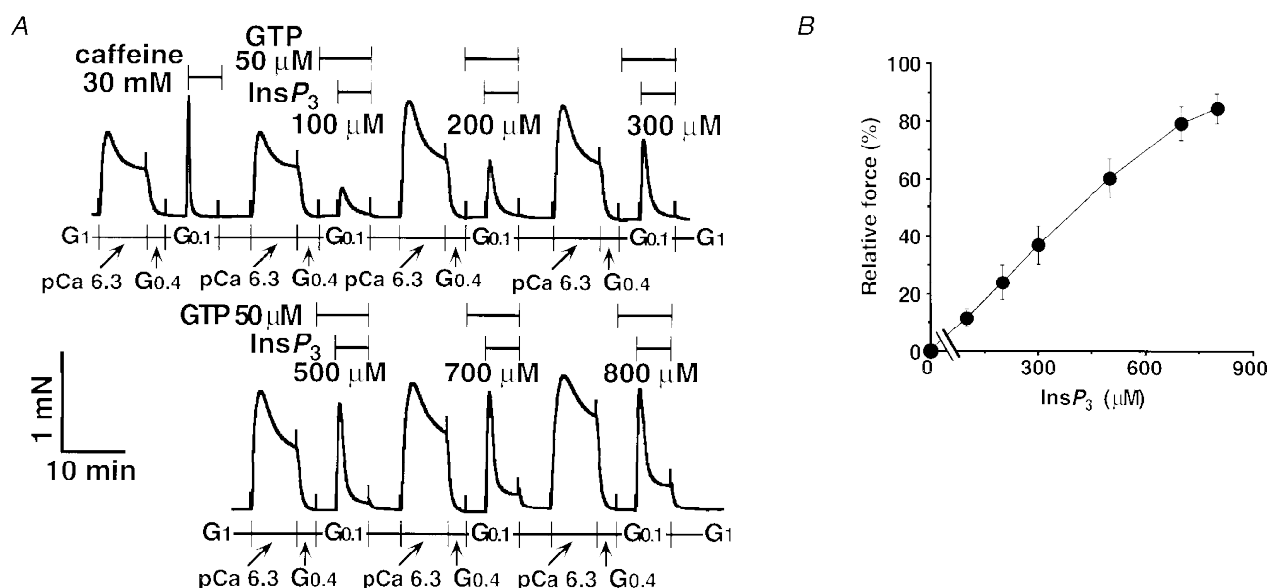 A
caffeine
30 mM
GTP
50 µM
InsP₃
100 µM
200 µM
300 µM
G1
G0.1
G0.1
G0.1
G0.1
G1
pCa 6.3
G0.4
pCa 6.3
G0.4
pCa 6.3
G0.4
pCa 6.3
G0.4
GTP 50 µM
InsP₃
500 µM
700 µM
800 µM
1 mN
10 min
G1
G0.1
G0.1
G0.1
G1
pCa 6.3
G0.4
pCa 6.3
G0.4
pCa 6.3
G0.4
B
Relative force (%)
100
80
60
40
20
0
0
300
600
900
InsP₃ (µM)